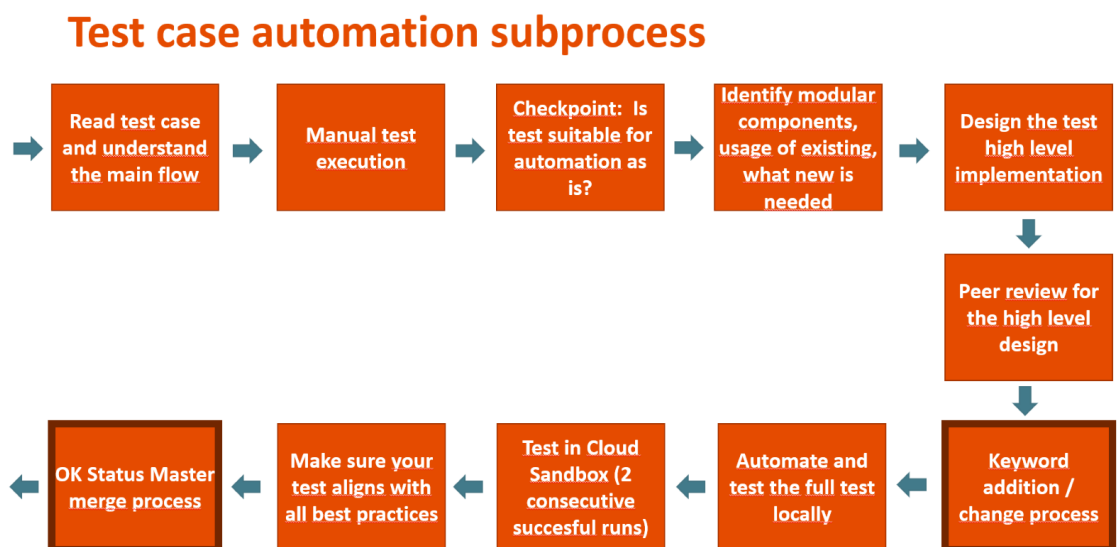 Test case automation subprocess
Read test case
and understand
the main flow
Manual test
execution
Checkpoint: Is
test suitable for
automation as
is?
Identify modular
components,
usage of existing,
what new is
needed
Design the test
high level
implementation
Peer review for
the high level
design
Keyword
addition /
change process
Automate and
test the full test
locally
Test in Cloud
Sandbox (2
consecutive
succesful runs)
Make sure your
test aligns with
all best practices
OK Status Master
merge process